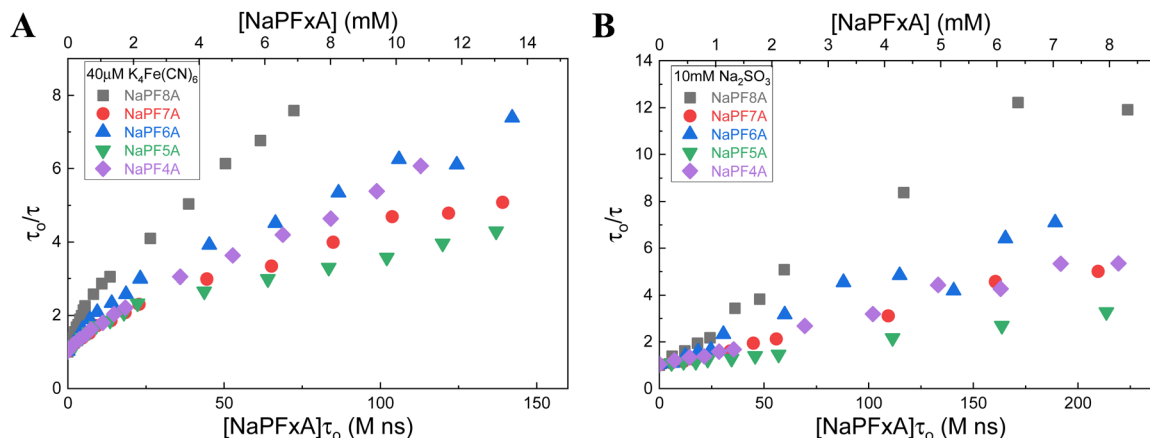 A
[NaPFxA] (mM)
0 2 4 6 8 10 12 14
40μM K₄Fe(CN)₆
NaPF8A
NaPF7A
NaPF6A
NaPF5A
NaPF4A
8
6
4
2
0
τₒ/τ
0 50 100 150
[NaPFxA]τₒ (M ns)
B
[NaPFxA] (mM)
0 1 2 3 4 5 6 7 8
10mM Na₂SO₃
NaPF8A
NaPF7A
NaPF6A
NaPF5A
NaPF4A
14
12
10
8
6
4
2
0
τₒ/τ
0 50 100 150 200
[NaPFxA]τₒ (M ns)